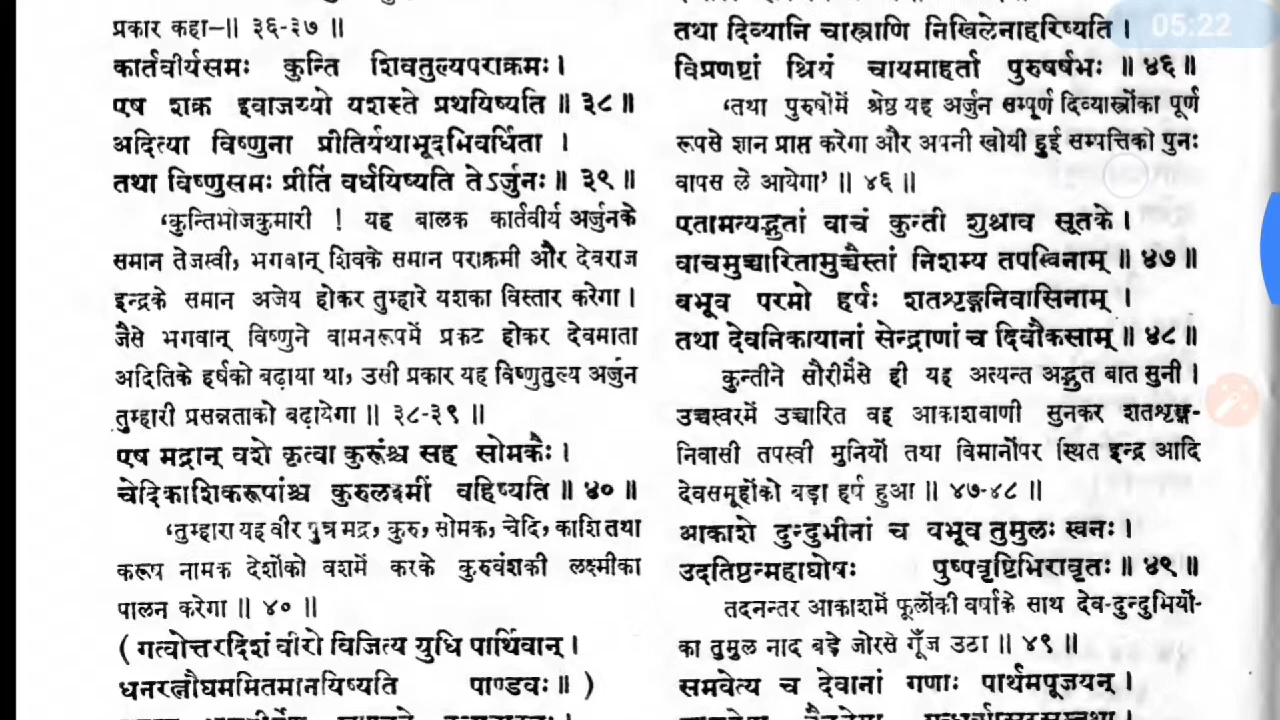 प्रकार कहा—॥ ३६-३७ ॥
कार्तवीर्यसमः कुन्ति शिवतुल्यपराक्रमः।
एष शक्र इवाजय्यो यशस्ते प्रथयिष्यति ॥ ३८ ॥
अदित्या विष्णुना प्रीतिर्यथाभूदभिवर्धिता ।
तथा विष्णुसमः प्रीतिं वर्धयिष्यति तेऽर्जुनः॥ ३९ ॥
‘कुन्तिभोजकुमारी ! यह बालक कार्तवीर्य अर्जुनके
समान तेजस्वी, भगवान् शिवके समान पराक्रमी और देवराज
इन्द्रके समान अजेय होकर तुम्हारे यशका विस्तार करेगा।
जैसे भगवान् विष्णुने वामनरूपमें प्रकट होकर देवमाता
अदितिके हर्षको बढ़ाया था, उसी प्रकार यह विष्णुतुल्य अर्जुन
तुम्हारी प्रसन्नताको बढ़ायेगा ॥ ३८-३९ ॥
एष मद्रान् वशे कृत्वा कुरूंश्च सह सोमकैः।
चेदिकाशिकरूषांश्च कुरुलक्ष्मीं वहिष्यति ॥ ४० ॥
‘तुम्हारा यह वीर पुत्र मद्र, कुरु, सोमक, चेदि, काशि तथा
करूष नामक देशोंको वशमें करके कुरुवंशकी लक्ष्मीका
पालन करेगा ॥ ४० ॥
( गत्वोत्तरदिशं वीरो विजित्य युधि पार्थिवान्।
धनरत्नौघममितमानयिष्यति पाण्डवः॥ )
तथा दिव्यानि चास्त्राणि निखिलेनाहरिष्यति।
विप्रणष्टां श्रियं चायमाहर्ता पुरुषर्षभः ॥ ४६ ॥
‘तथा पुरुषोंमें श्रेष्ठ यह अर्जुन सम्पूर्ण दिव्यास्त्रोंका पूर्ण
रूपसे ज्ञान प्राप्त करेगा और अपनी खोयी हुई सम्पत्तिको पुनः
वापस ले आयेगा’ ॥ ४६ ॥
एतामत्यद्भुतां वाचं कुन्ती शुश्राव सूतके।
वाचमुच्चारितामुच्चैस्तां निशम्य तपस्विनाम् ॥ ४७ ॥
बभूव परमो हर्षः शतशृङ्गनिवासिनाम्।
तथा देवनिकायानां सेन्द्राणां च दिवौकसाम् ॥ ४८ ॥
कुन्तीने सौरीमेंसे ही यह अत्यन्त अद्भुत बात सुनी।
उच्चस्वरमें उच्चारित वह आकाशवाणी सुनकर शतशृङ्ग-
निवासी तपस्वी मुनियों तथा विमानोंपर स्थित इन्द्र आदि
देवसमूहोंको बड़ा हर्ष हुआ ॥ ४७-४८ ॥
आकाशे दुन्दुभीनां च बभूव तुमुलः स्वनः।
उदतिष्ठन्महाघोषः पुष्पवृष्टिभिरावृतः॥ ४९ ॥
तदनन्तर आकाशमें फूलोंकी वर्षाके साथ देव-दुन्दुभियों-
का तुमुल नाद बड़े जोरसे गूँज उठा ॥ ४९ ॥
समवेत्य च देवानां गणाः पार्थमपूजयन्।
05:22